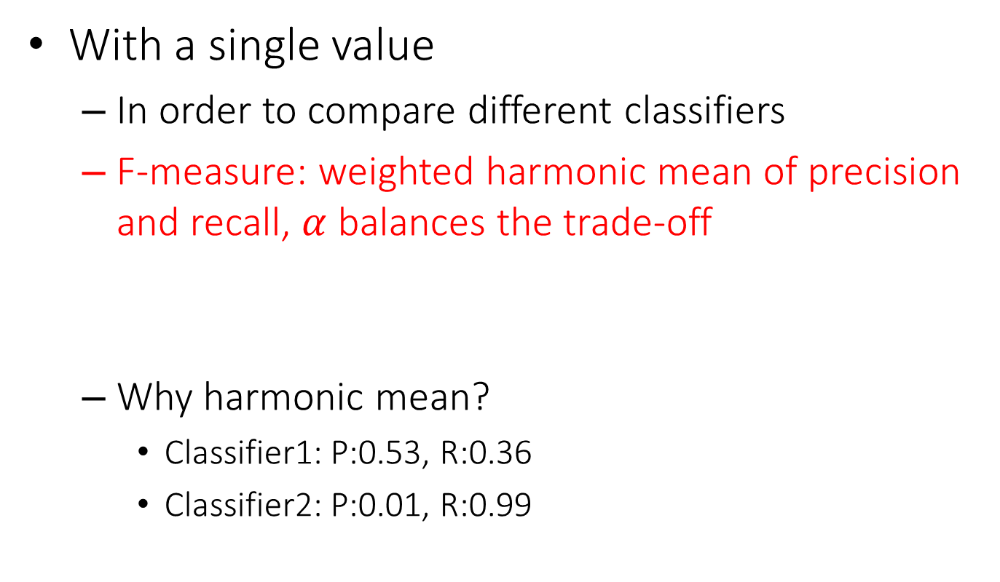 • With a single value
– In order to compare different classifiers
– F-measure: weighted harmonic mean of precision
and recall, 𝛼 balances the trade-off
– Why harmonic mean?
• Classifier1: P:0.53, R:0.36
• Classifier2: P:0.01, R:0.99